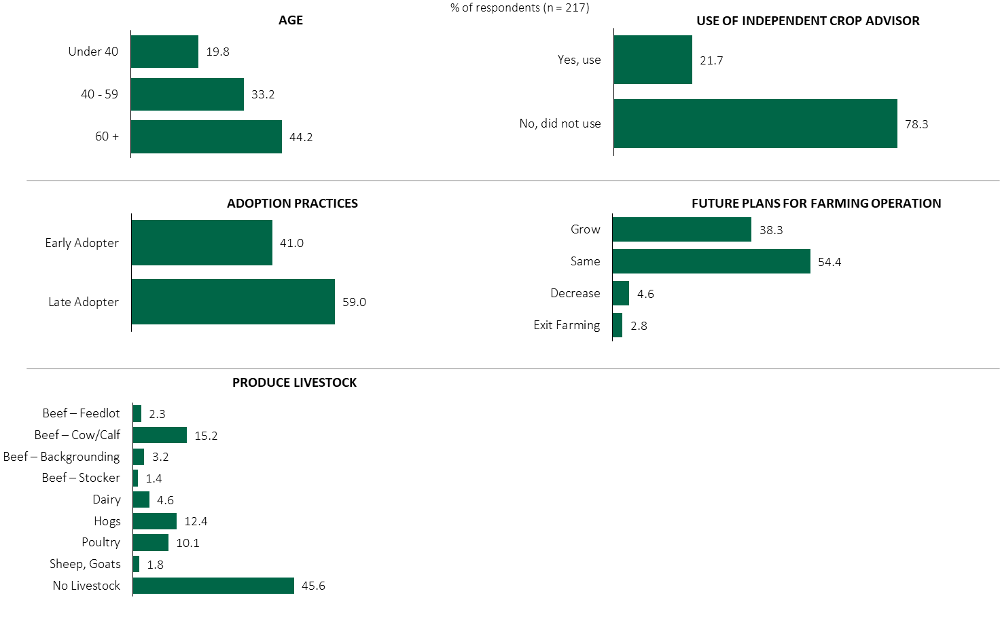 % of respondents (n = 217)
AGE
Under 40 19.8
40 - 59 33.2
60 + 44.2
USE OF INDEPENDENT CROP ADVISOR
Yes, use 21.7
No, did not use 78.3
ADOPTION PRACTICES
Early Adopter 41.0
Late Adopter 59.0
FUTURE PLANS FOR FARMING OPERATION
Grow 38.3
Same 54.4
Decrease 4.6
Exit Farming 2.8
PRODUCE LIVESTOCK
Beef – Feedlot 2.3
Beef – Cow/Calf 15.2
Beef – Backgrounding 3.2
Beef – Stocker 1.4
Dairy 4.6
Hogs 12.4
Poultry 10.1
Sheep, Goats 1.8
No Livestock 45.6